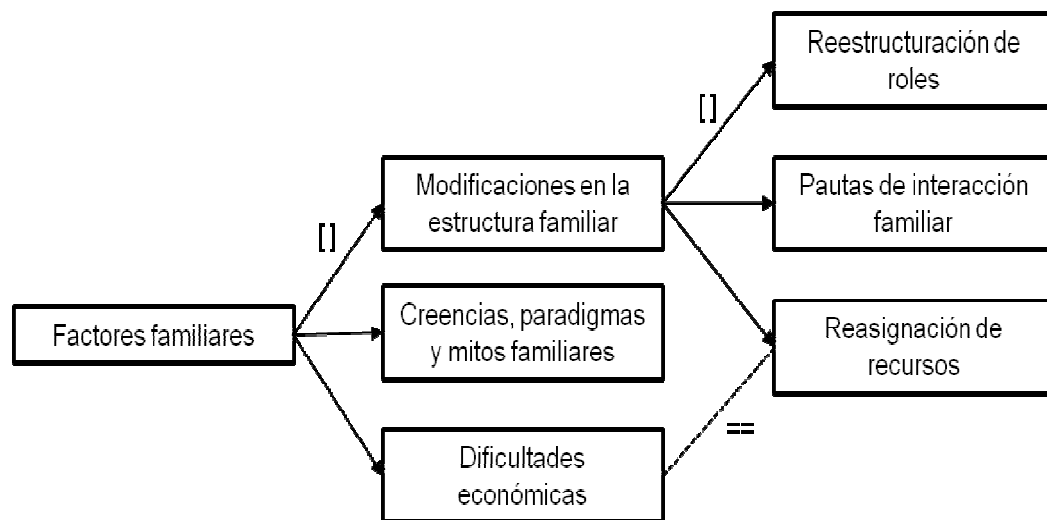 Reestructuración de
roles
[]
Modificaciones en la
estructura familiar
Pautas de interacción
familiar
[]
Factores familiares
Creencias, paradigmas
y mitos familiares
Reasignación de
recursos
==
Dificultades
económicas